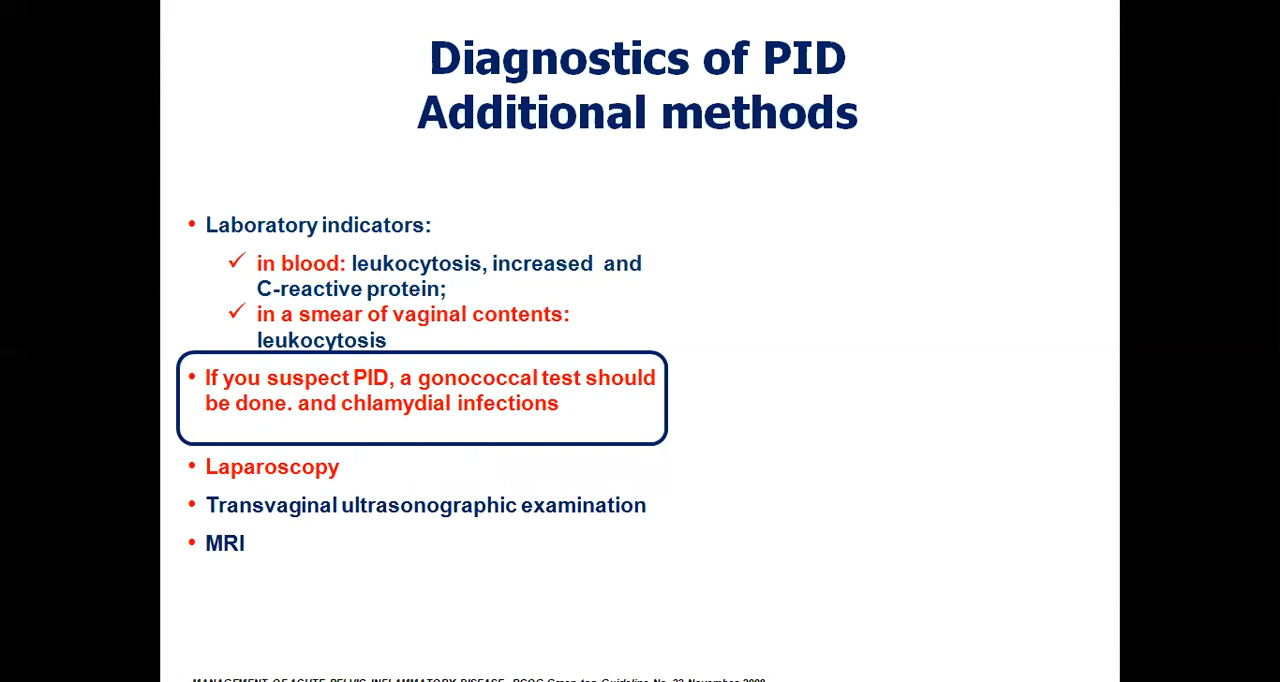 Diagnostics of PID
Additional methods
• Laboratory indicators:
✓ in blood: leukocytosis, increased and
C-reactive protein;
✓ in a smear of vaginal contents:
leukocytosis
• If you suspect PID, a gonococcal test should
be done. and chlamydial infections
• Laparoscopy
• Transvaginal ultrasonographic examination
• MRI
MANAGEMENT OF ACUTE PELVIC INFLAMMATORY DISEASE. RCOG Green-top Guideline No. 32 November 2008